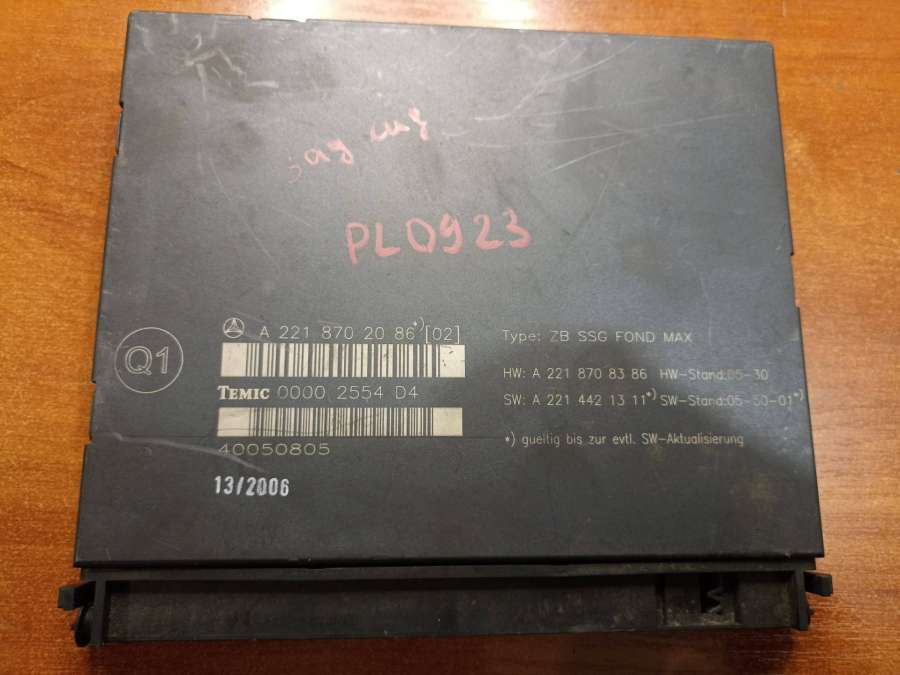 зад сид
PL0923
Q1
A 221 870 20 86 *) [02]
TEMIC 0000 2554 D4
40050805
13/2006
Type: ZB SSG FOND MAX
HW: A 221 870 83 86 HW-Stand:05-30
SW: A 221 442 13 11 *) SW-Stand:05-50-01 *)
*) gueltig bis zur evtl. SW-Aktualisierung